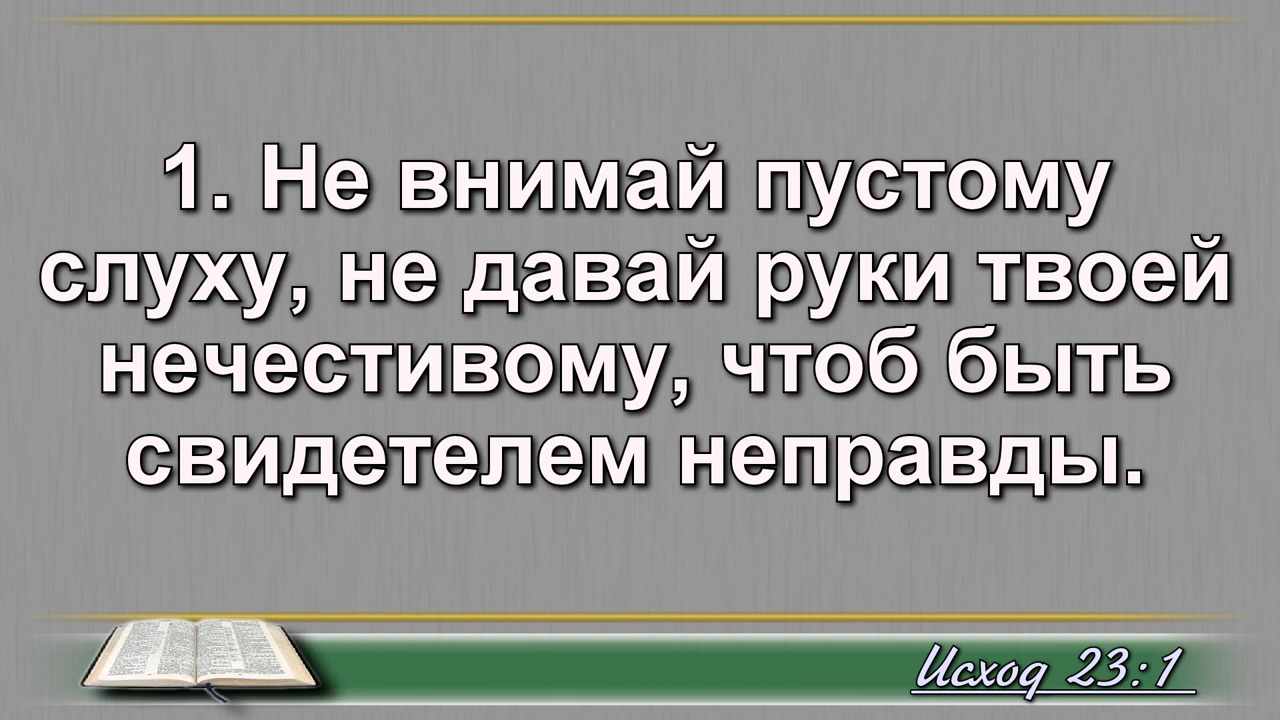 1. Не внимай пустому
слуху, не давай руки твоей
нечестивому, чтоб быть
свидетелем неправды.
Исход 23:1